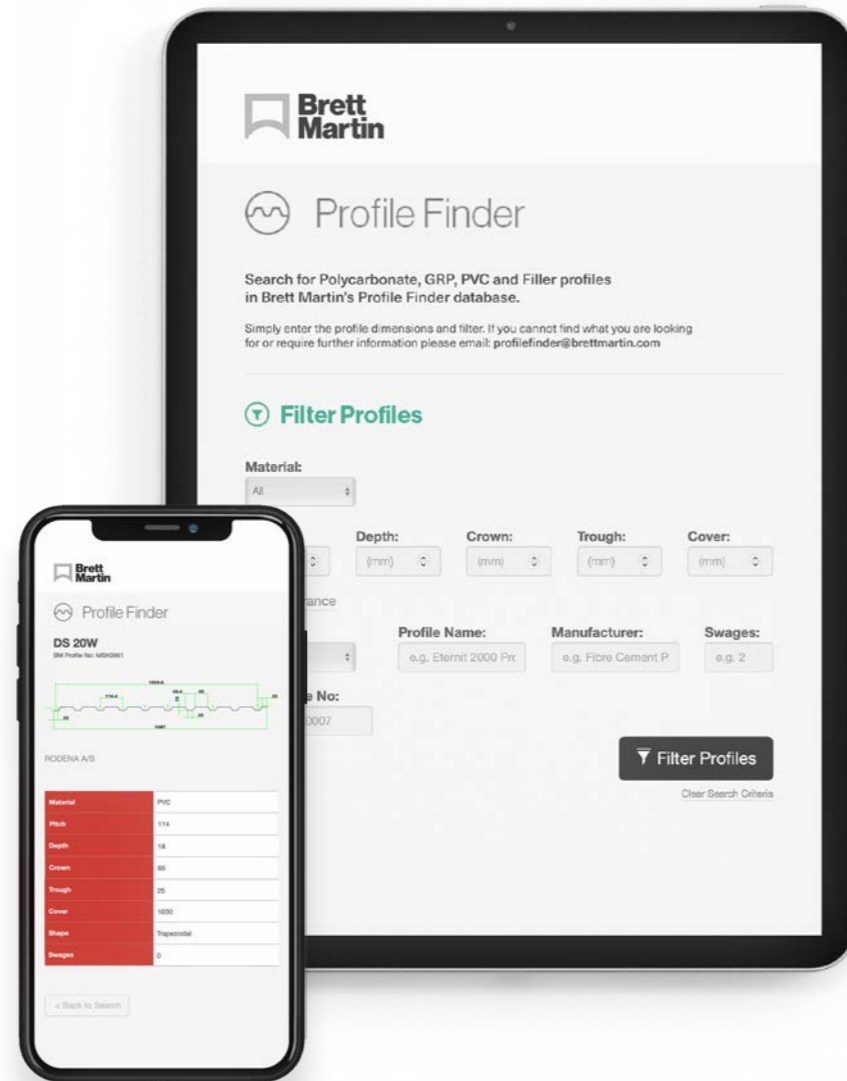 Brett
Martin
Profile Finder
Search for Polycarbonate, GRP, PVC and Filler profiles
in Brett Martin's Profile Finder database.
Simply enter the profile dimensions and filter. If you cannot find what you are looking
for or require further information please email: profilefinder@brettmartin.com
Filter Profiles
Material:
All
Depth: Crown: Trough: Cover:
(mm) (mm) (mm) (mm)
rance
Profile Name: Manufacturer: Swages:
e.g. Eternit 2000 Pro e.g. Fibre Cement P e.g. 2
e No:
0007
Filter Profiles
Clear Search Criteria
Brett
Martin
Profile Finder
DS 20W
114.4
RODENA A/S
Material PVC
Pitch 114
Depth 18
Crown 65
Trough 25
Cover 1030
Shape Trapezoidal
Swages 0
< Back to Search